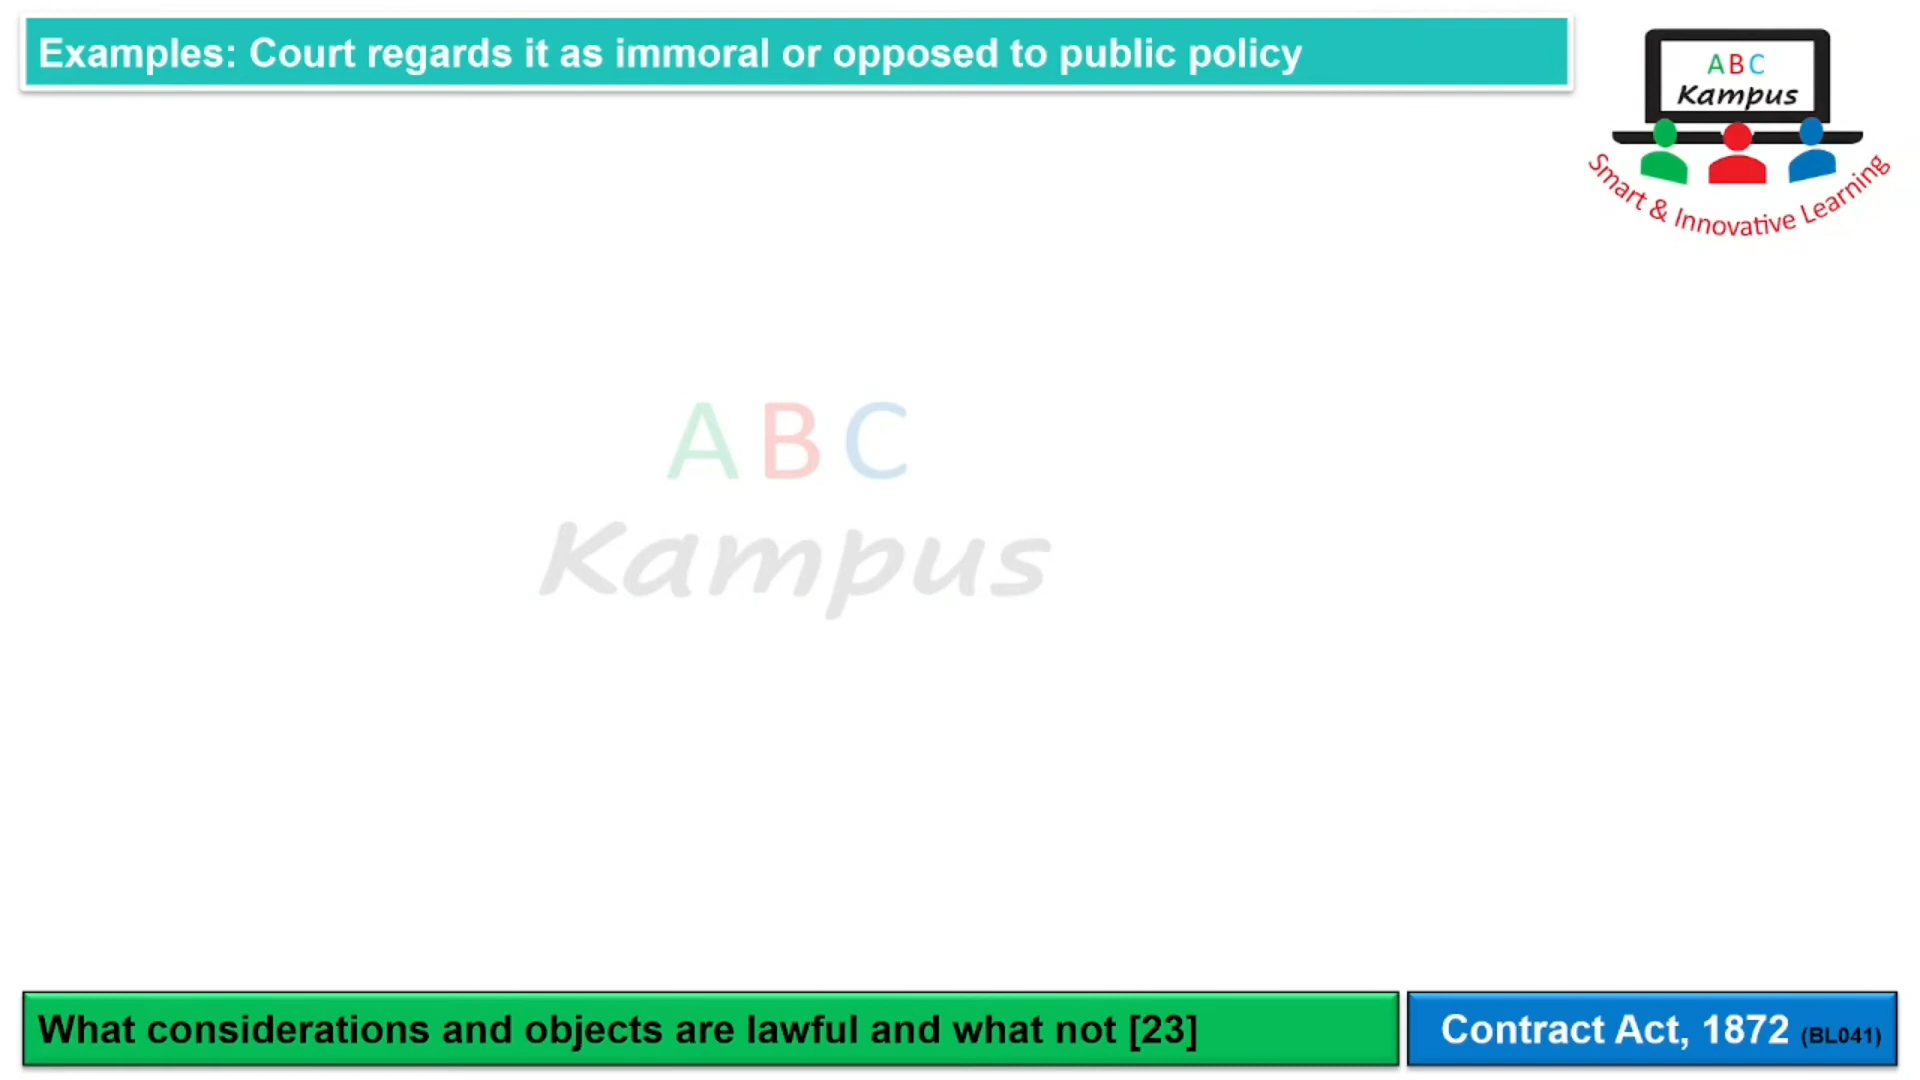 Examples: Court regards it as immoral or opposed to public policy
ABC
Kampus
Smart & Innovative Learning
ABC
Kampus
What considerations and objects are lawful and what not [23]
Contract Act, 1872 (BL041)